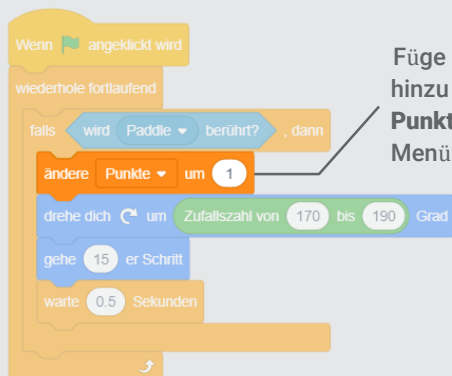 Wenn angeklickt wird
wiederhole fortlaufend
falls wird Paddle berührt? , dann
ändere Punkte um 1
drehe dich um Zufallszahl von 170 bis 190 Grad
gehe 15 er Schritt
warte 0.5 Sekunden
Füge
hinzu
Punkt
Menü